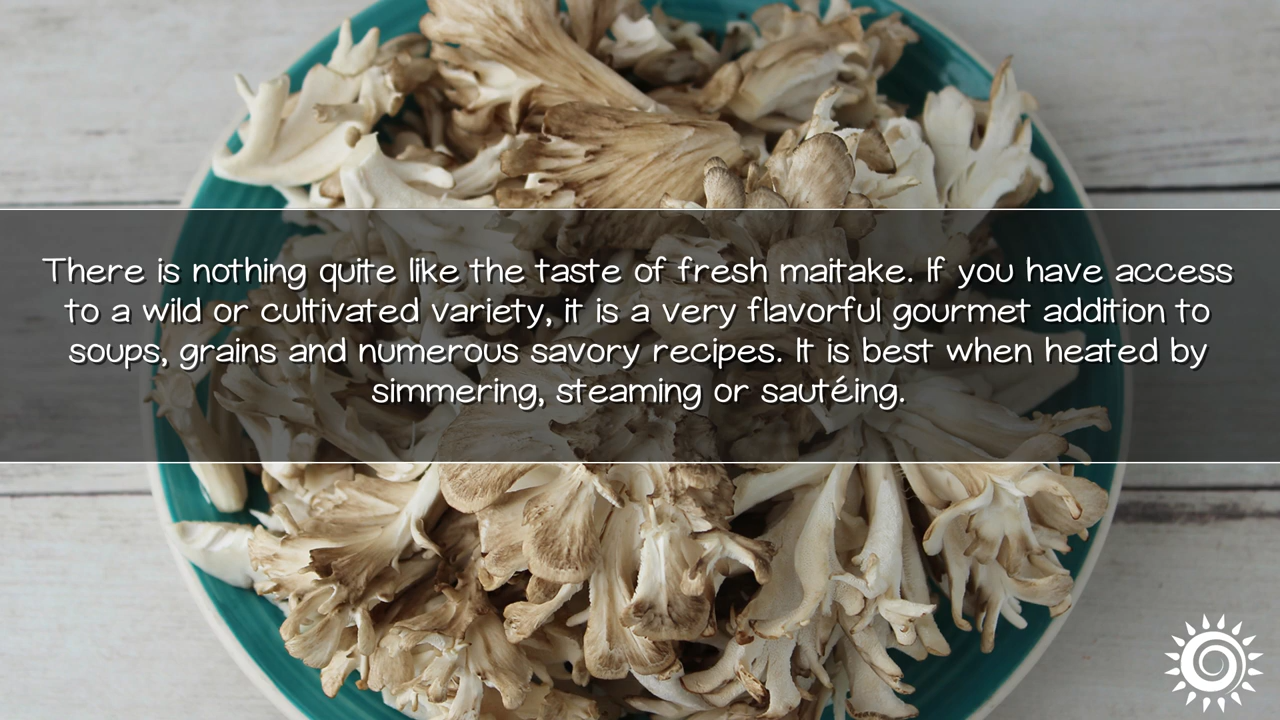 There is nothing quite like the taste of fresh maitake. If you have access
to a wild or cultivated variety, it is a very flavorful gourmet addition to
soups, grains and numerous savory recipes. It is best when heated by
simmering, steaming or sautéing.